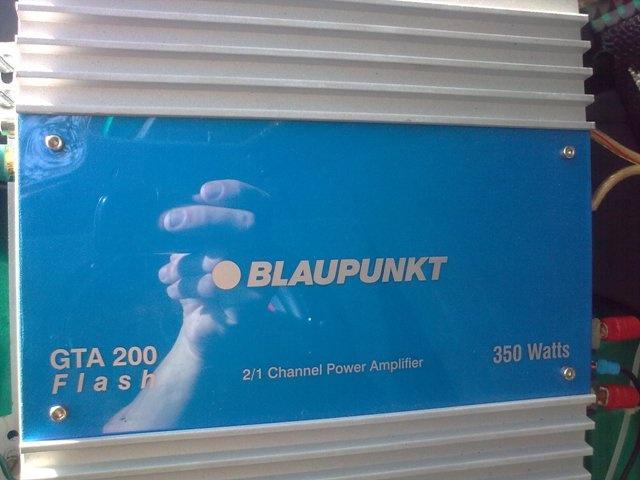 BLAUPUNKT
GTA 200
Flash
2/1 Channel Power Amplifier
350 Watts